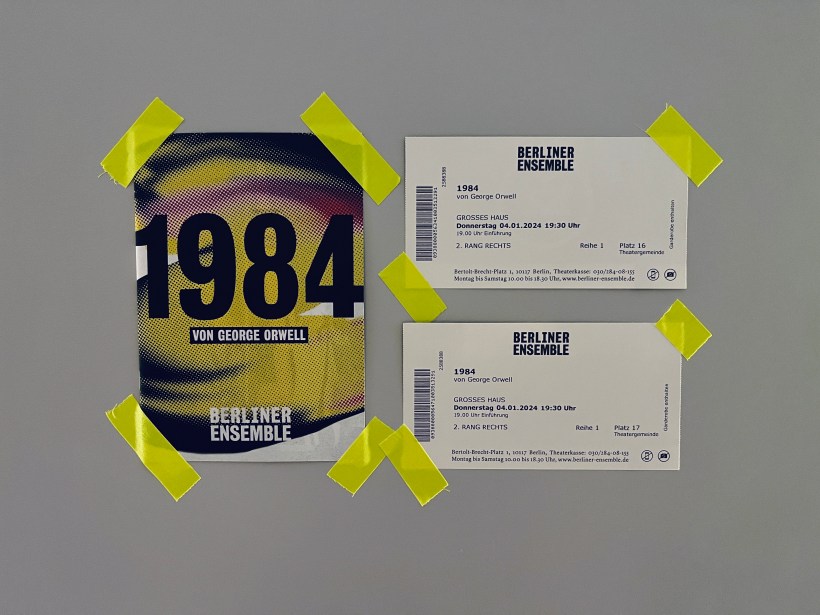 1984
VON GEORGE ORWELL
BERLINER
ENSEMBLE
BERLINER
ENSEMBLE
1984
von George Orwell
GROSSES HAUS
Donnerstag 04.01.2024 19:30 Uhr
19.00 Uhr Einführung
2. RANG RECHTS Reihe 1 Platz 16
Theatergemeinde
Garderobe enthalten
Bertolt-Brecht-Platz 1, 10117 Berlin, Theaterkasse: 030/284-08-155
Montag bis Samstag 10.00 bis 18.30 Uhr, www.berliner-ensemble.de
BERLINER
ENSEMBLE
1984
von George Orwell
GROSSES HAUS
Donnerstag 04.01.2024 19:30 Uhr
19.00 Uhr Einführung
2. RANG RECHTS Reihe 1 Platz 17
Theatergemeinde
Garderobe enthalten
Bertolt-Brecht-Platz 1, 10117 Berlin, Theaterkasse: 030/284-08-155
Montag bis Samstag 10.00 bis 18.30 Uhr, www.berliner-ensemble.de